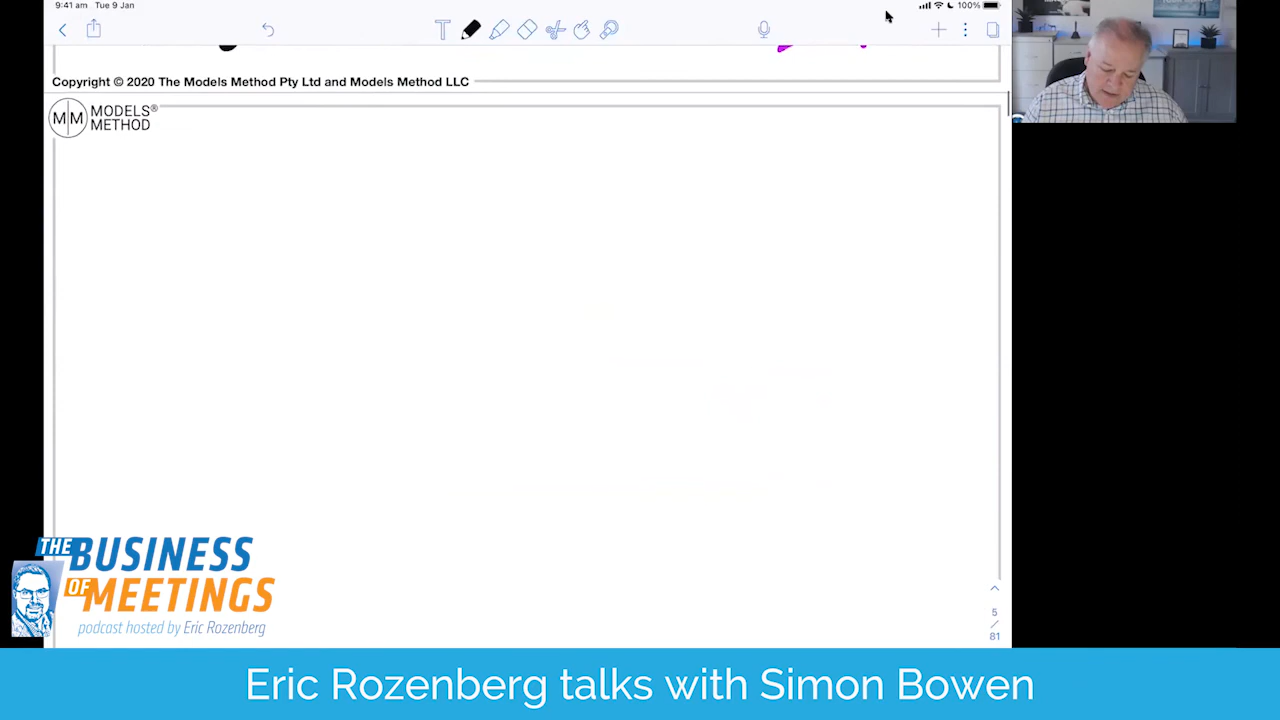 9:41 am Tue 9 Jan
100%
Copyright © 2020 The Models Method Pty Ltd and Models Method LLC
M M MODELS®
METHOD
5
/
81
THE BUSINESS
OF MEETINGS
podcast hosted by Eric Rozenberg
Eric Rozenberg talks with Simon Bowen